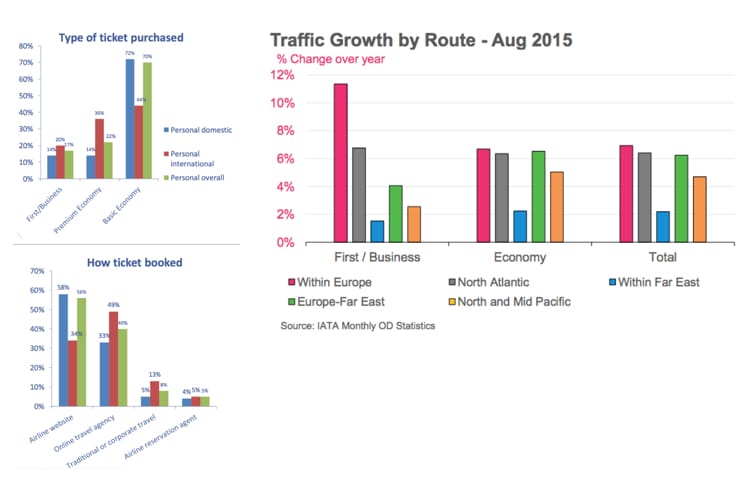 Type of ticket purchased
80%
70%
60%
50%
40%
30%
20%
10%
0%
14%
20%
17%
14%
36%
22%
72%
44%
70%
First/Business
Premium Economy
Basic Economy
Personal domestic
Personal
international
Personal overall
How ticket booked
70%
60%
50%
40%
30%
20%
10%
0%
58%
34%
56%
33%
49%
40%
5%
13%
8%
4%
5%
5%
Airline website
Online travel agency
Traditional or corporate travel
Airline reservation agent
Traffic Growth by Route - Aug 2015
% Change over year
12%
10%
8%
6%
4%
2%
0%
First / Business
Economy
Total
Within Europe
North Atlantic
Within Far East
Europe-Far East
North and Mid Pacific
Source: IATA Monthly OD Statistics